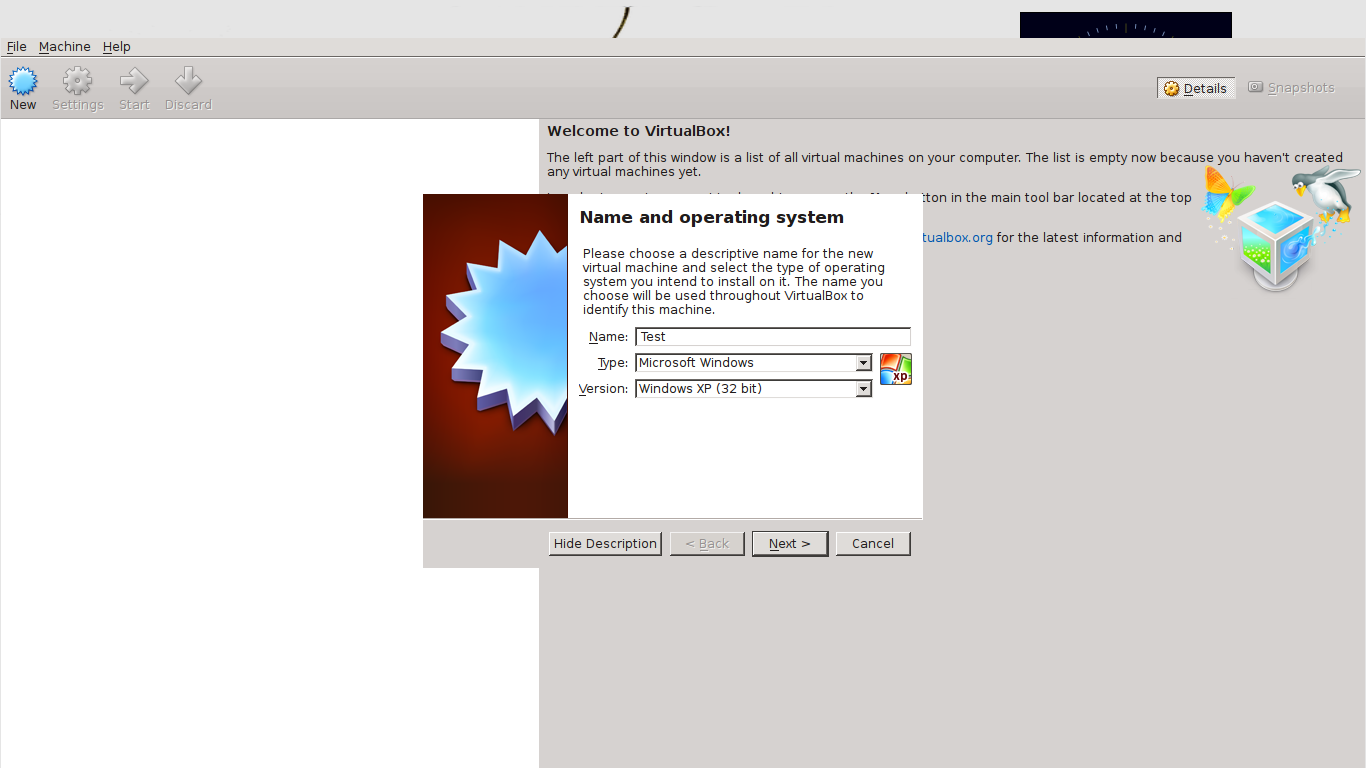 File Machine Help
New Settings Start Discard
Details Snapshots
Welcome to VirtualBox!
The left part of this window is a list of all virtual machines on your computer. The list is empty now because you haven't created
any virtual machines yet.
in the main tool bar located at the top
tualbox.org for the latest information and
Name and operating system
Please choose a descriptive name for the new
virtual machine and select the type of operating
system you intend to install on it. The name you
choose will be used throughout VirtualBox to
identify this machine.
Name: Test
Type: Microsoft Windows
xp
Version: Windows XP (32 bit)
Hide Description < Back Next > Cancel